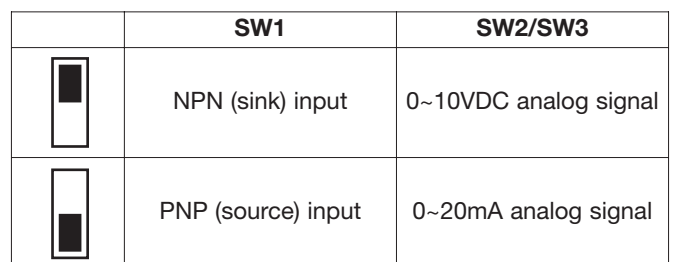 SW1 SW2/SW3
NPN (sink) input 0~10VDC analog signal
PNP (source) input 0~20mA analog signal